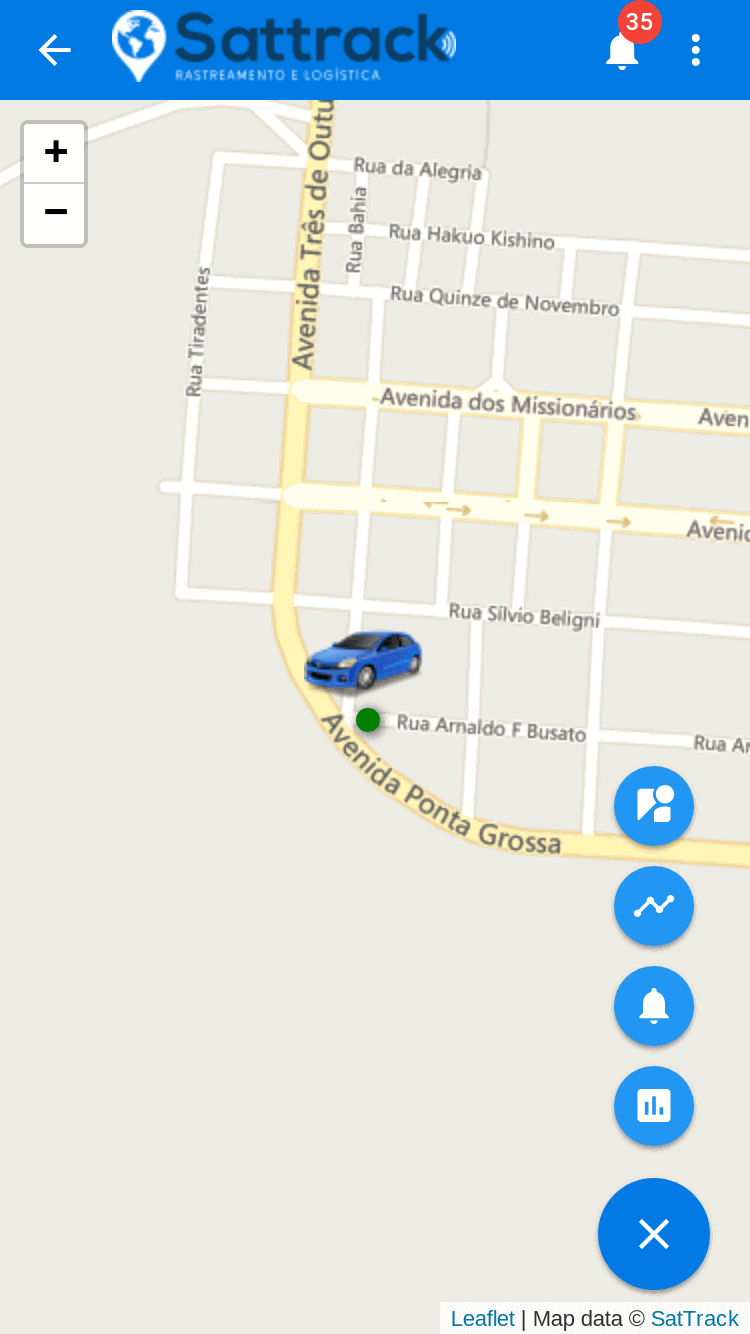 35
Sattrack
RASTREAMENTO E LOGÍSTICA
+
−
Rua da Alegria
Avenida Três de Outu
Rua Bahia
Rua Hakuo Kishino
Rua Tiradentes
Rua Quinze de Novembro
Avenida dos Missionários
Aven
Avenid
Rua Sílvio Beligni
Rua Arnaldo F Busato
Rua Ar
Avenida Ponta Grossa
Leaflet | Map data © SatTrack